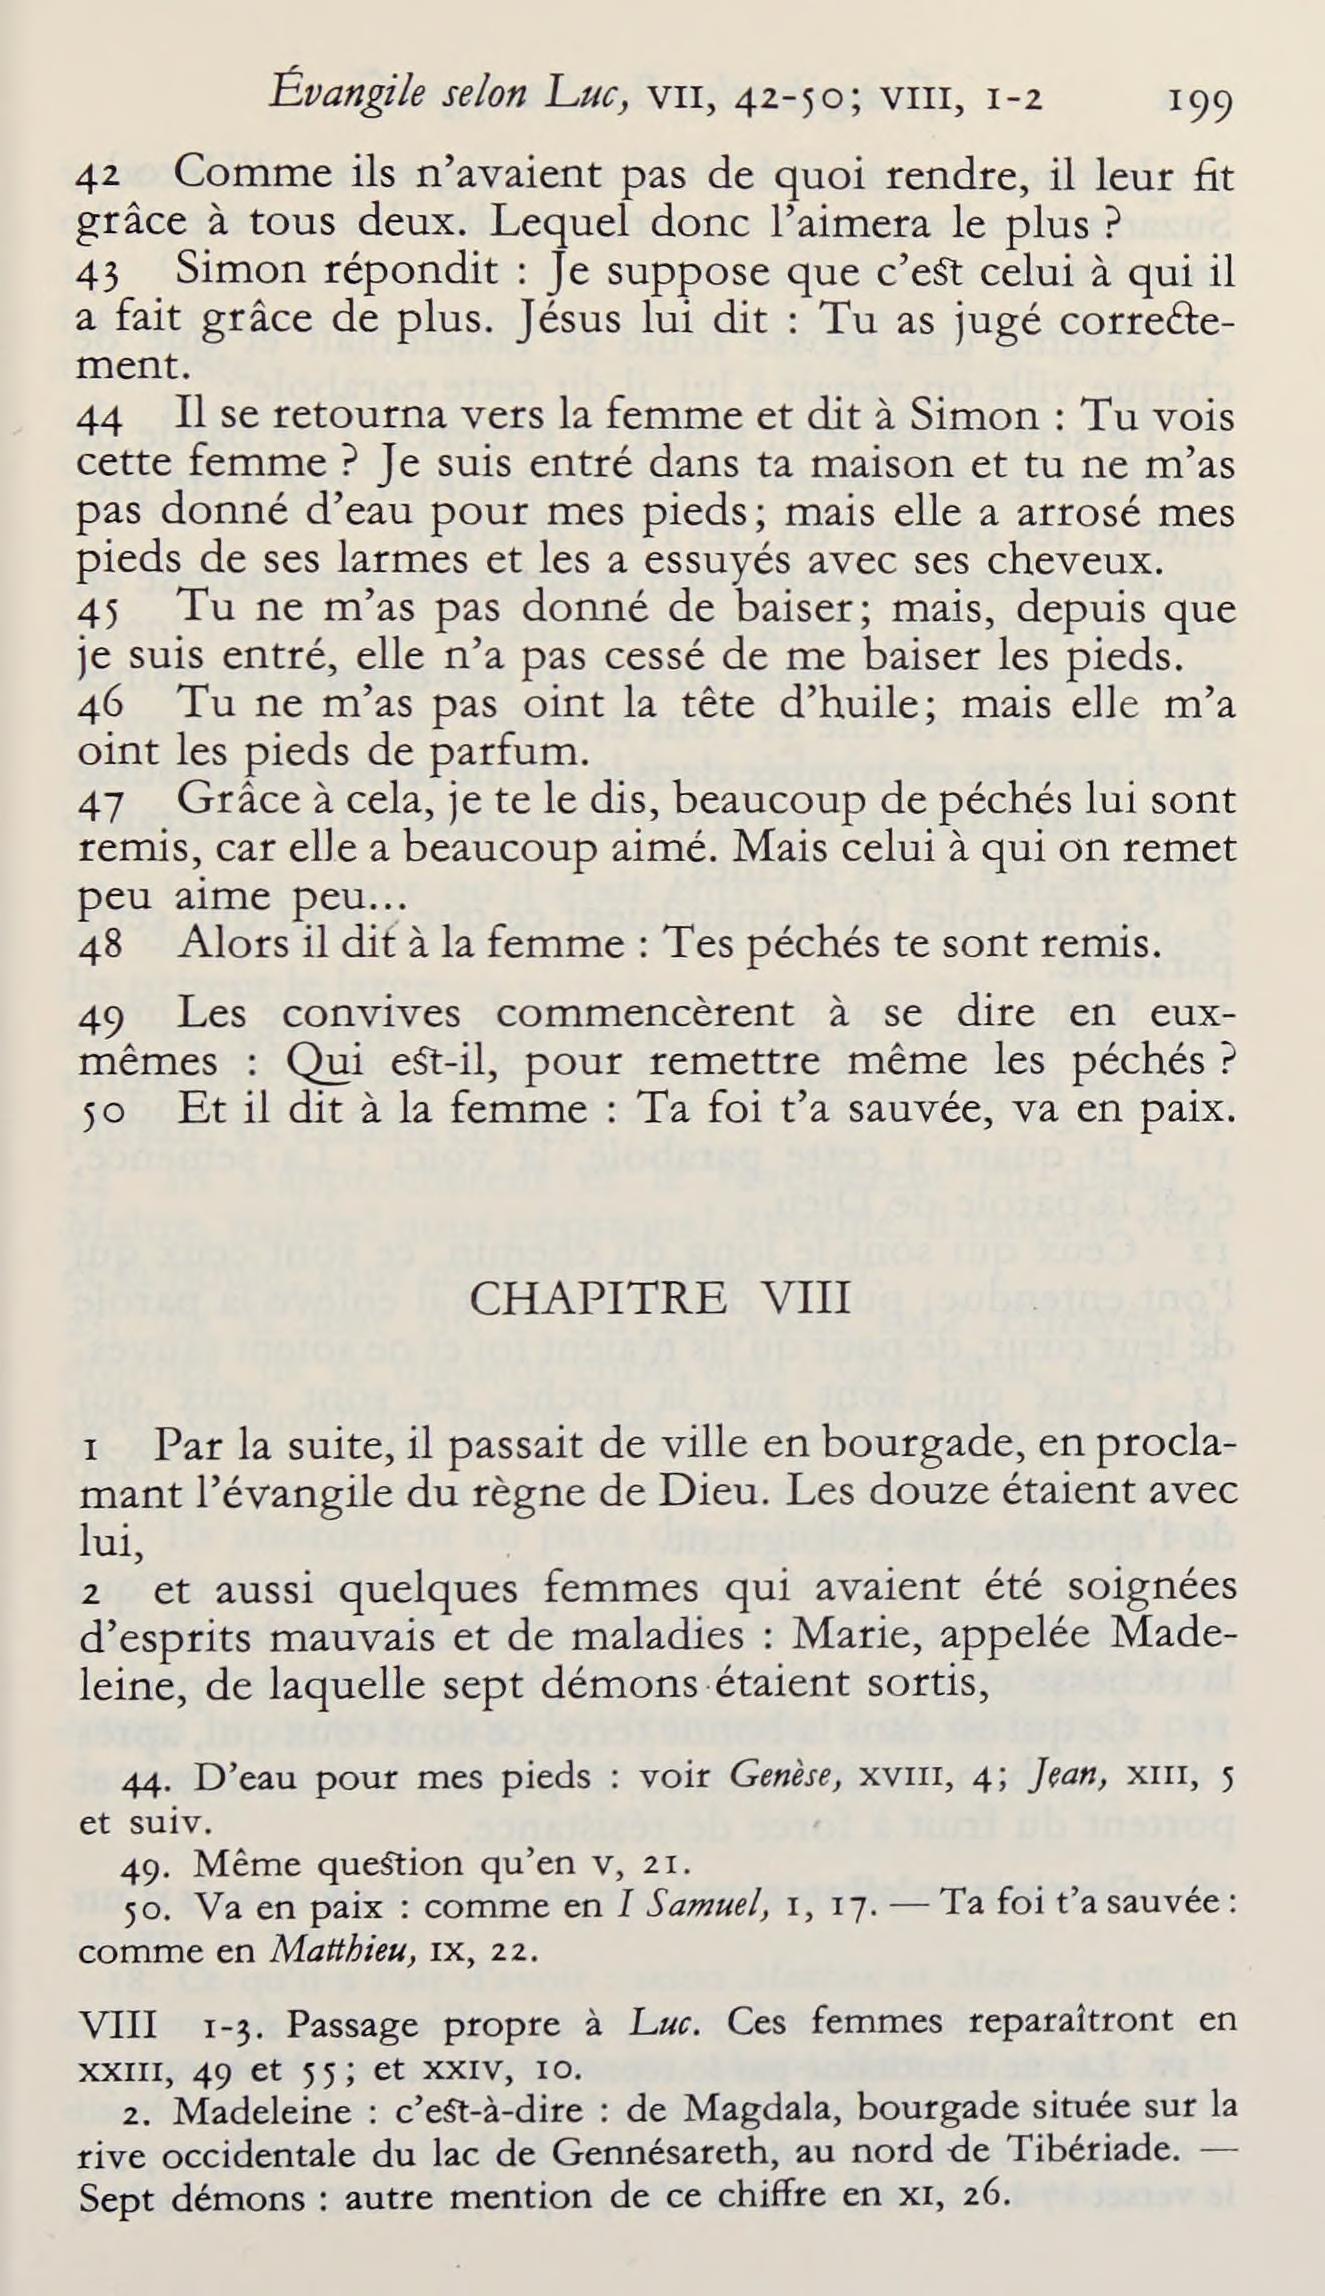 Évangile selon Luc, VII, 42-50; VIII, 1-2 199
42 Comme ils n'avaient pas de quoi rendre, il leur fit
grâce à tous deux. Lequel donc l'aimera le plus ?
43 Simon répondit : Je suppose que c'est celui à qui il
a fait grâce de plus. Jésus lui dit : Tu as jugé correcte-
ment.
44 Il se retourna vers la femme et dit à Simon : Tu vois
cette femme ? Je suis entré dans ta maison et tu ne m'as
pas donné d'eau pour mes pieds; mais elle a arrosé mes
pieds de ses larmes et les a essuyés avec ses cheveux.
45 Tu ne m'as pas donné de baiser; mais, depuis que
je suis entré, elle n'a pas cessé de me baiser les pieds.
46 Tu ne m'as pas oint la tête d'huile; mais elle m'a
oint les pieds de parfum.
47 Grâce à cela, je te le dis, beaucoup de péchés lui sont
remis, car elle a beaucoup aimé. Mais celui à qui on remet
peu aime peu...
48 Alors il dit à la femme : Tes péchés te sont remis.
49 Les convives commencèrent à se dire en eux-
mêmes : Qui est-il, pour remettre même les péchés ?
50 Et il dit à la femme : Ta foi t'a sauvée, va en paix.
CHAPITRE VIII
1 Par la suite, il passait de ville en bourgade, en procla-
mant l'évangile du règne de Dieu. Les douze étaient avec
lui,
2 et aussi quelques femmes qui avaient été soignées
d'esprits mauvais et de maladies : Marie, appelée Made-
leine, de laquelle sept démons étaient sortis,
44. D'eau pour mes pieds : voir Genèse, XVIII, 4; Jean, XIII, 5
et suiv.
49. Même question qu'en V, 21.
50. Va en paix : comme en I Samuel, I, 17. — Ta foi t'a sauvée :
comme en Matthieu, IX, 22.
VIII 1-3. Passage propre à Luc. Ces femmes reparaîtront en
XXIII, 49 et 55; et XXIV, 10.
2. Madeleine : c'est-à-dire : de Magdala, bourgade située sur la
rive occidentale du lac de Gennésareth, au nord de Tibériade. —
Sept démons : autre mention de ce chiffre en XI, 26.